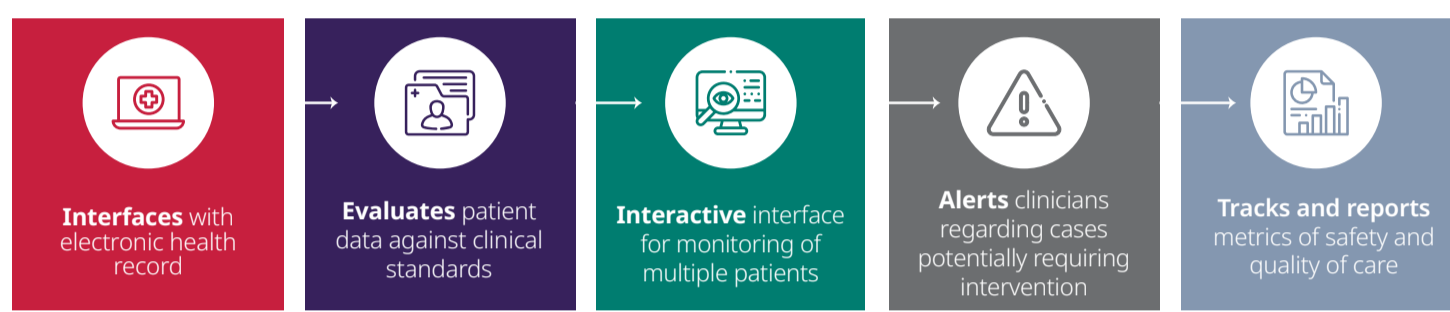 Interfaces with
electronic health
record
Evaluates patient
data against clinical
standards
Interactive interface
for monitoring of
multiple patients
Alerts clinicians
regarding cases
potentially requiring
intervention
Tracks and reports
metrics of safety and
quality of care